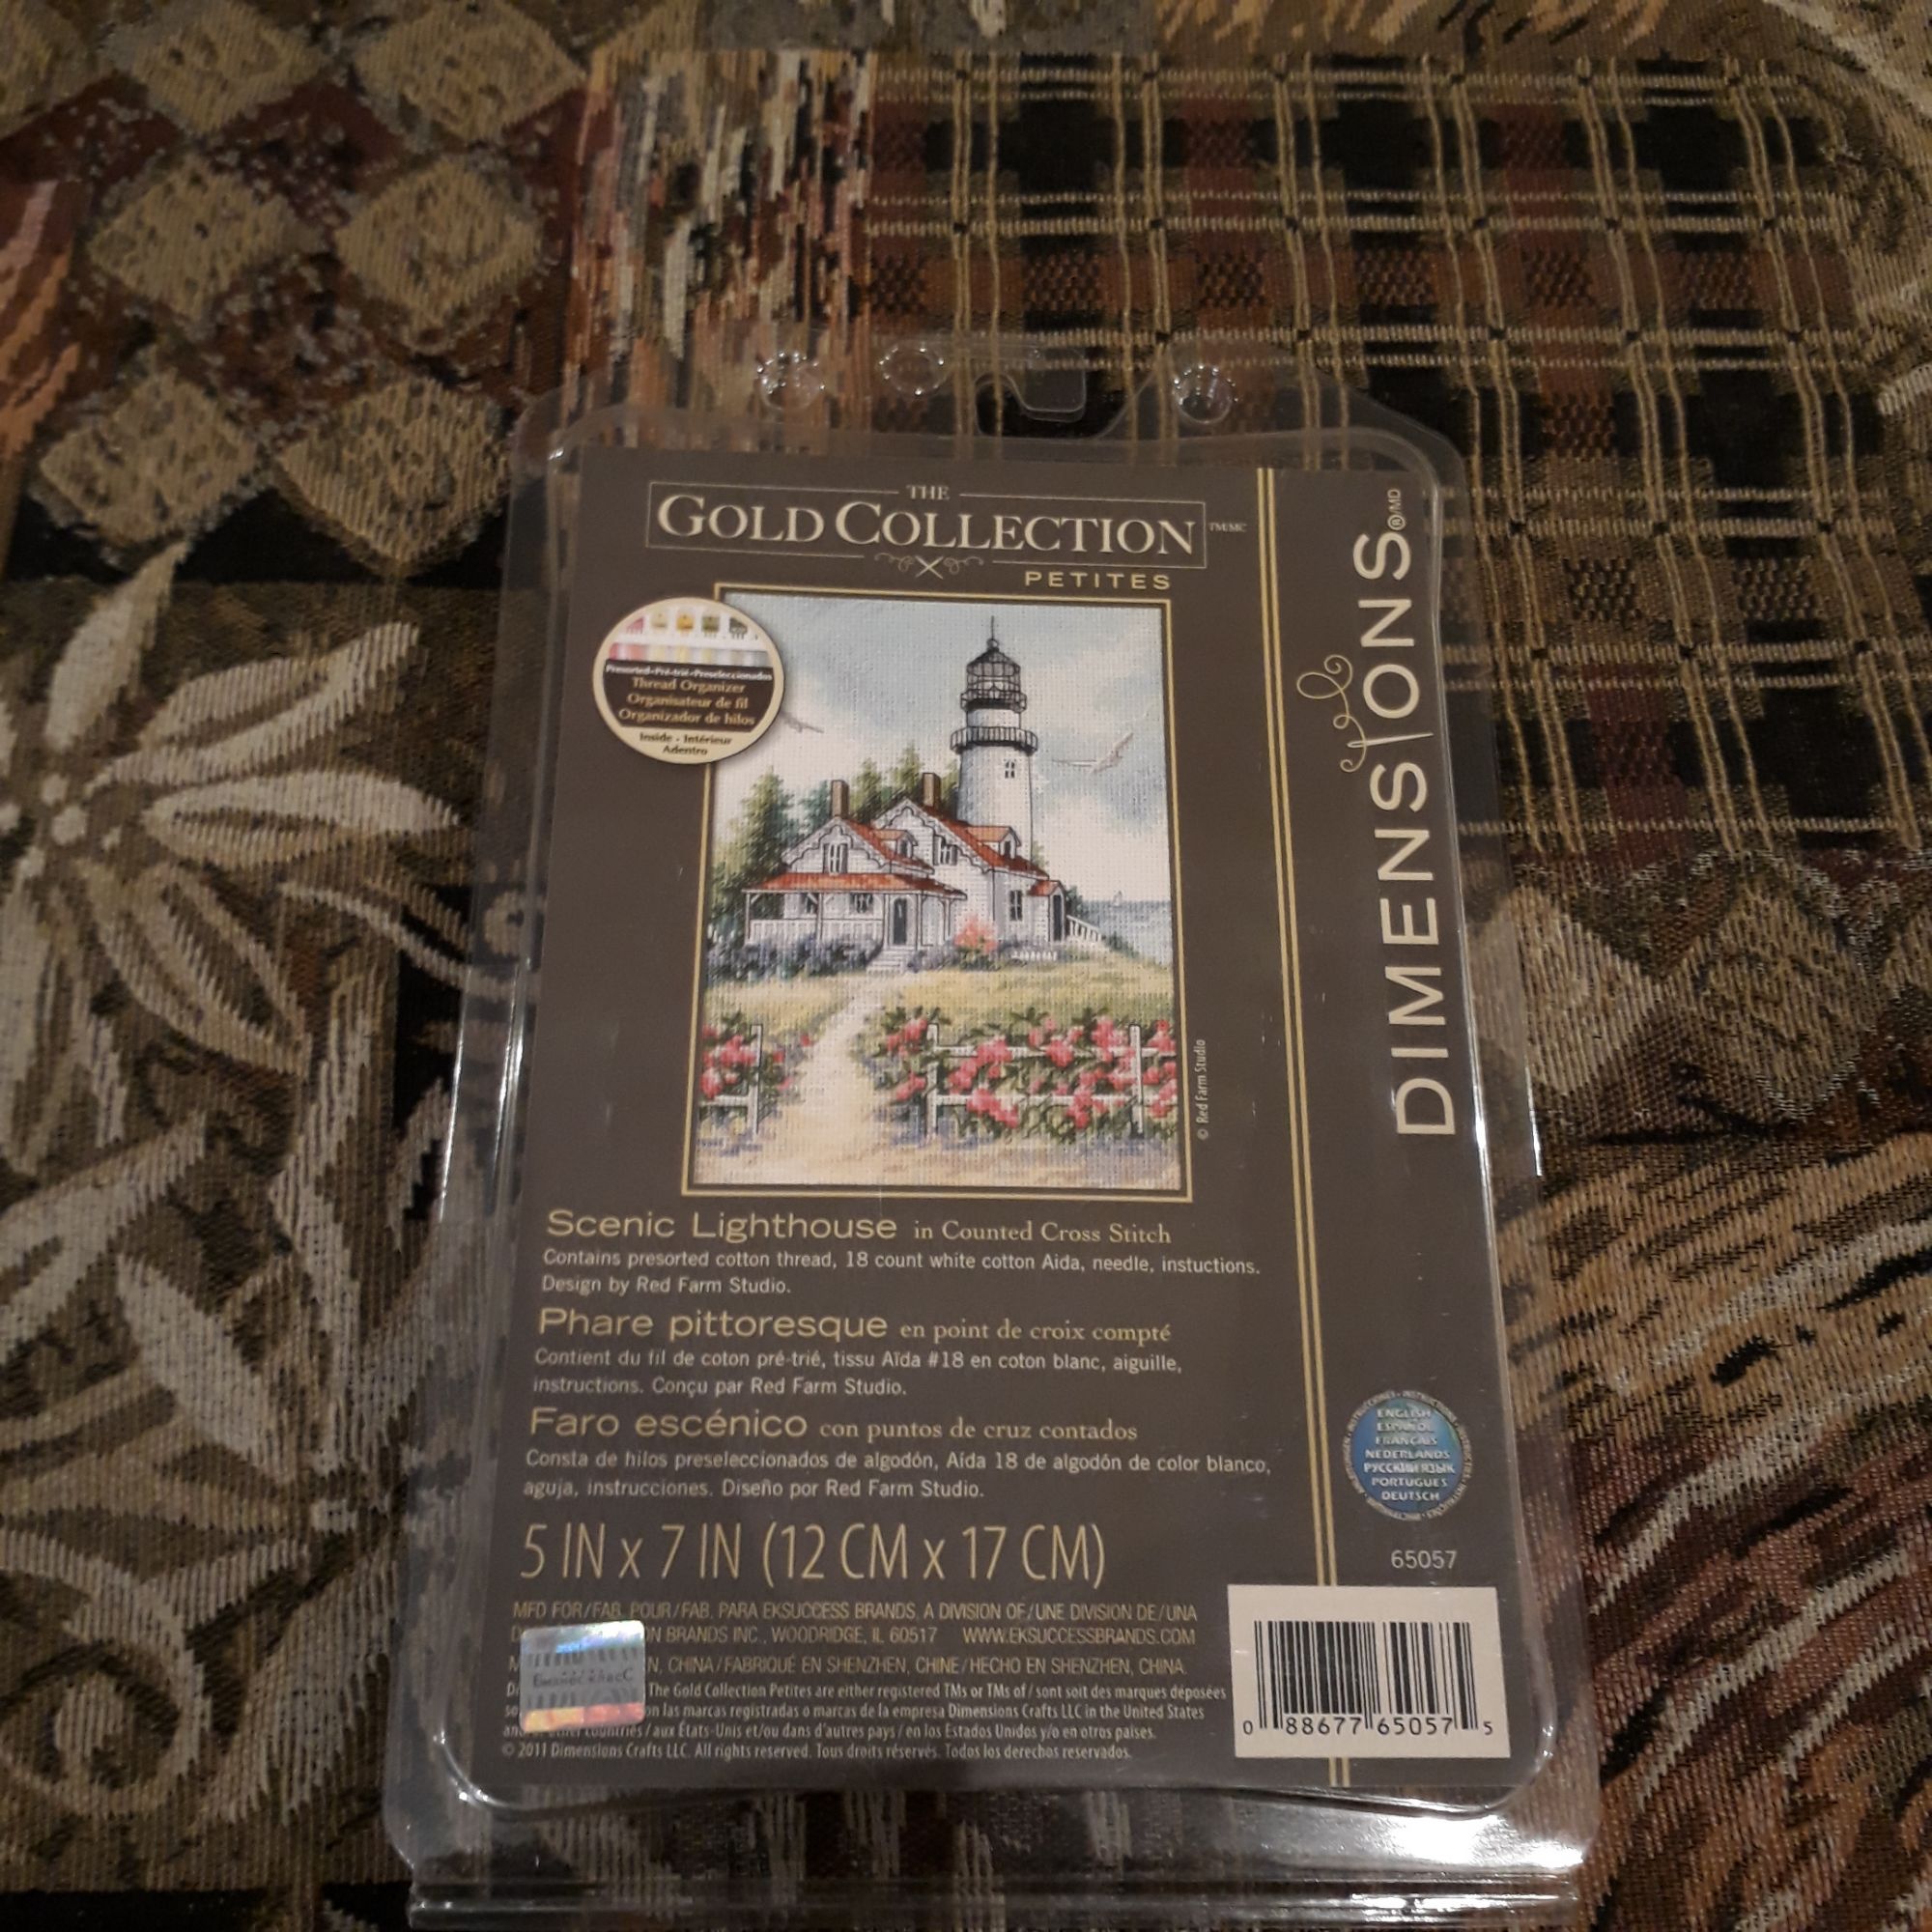 THE
GOLD COLLECTION TM/MC
PETITES
DIMENSIONS ®/MD
Presorted•Pré-trié•Preseleccionados
Thread Organizer
Organisateur de fil
Organizador de hilos
Inside - Intérieur
Adentro
© Red Farm Studio
Scenic Lighthouse in Counted Cross Stitch
Contains presorted cotton thread, 18 count white cotton Aida, needle, instuctions.
Design by Red Farm Studio.
Phare pittoresque en point de croix compté
Contient du fil de coton pré-trié, tissu Aïda #18 en coton blanc, aiguille,
instructions. Conçu par Red Farm Studio.
Faro escénico con puntos de cruz contados
Consta de hilos preseleccionados de algodón, Aída 18 de algodón de color blanco,
aguja, instrucciones. Diseño por Red Farm Studio.
5 IN x 7 IN (12 CM x 17 CM)
MFD FOR/FAB. POUR/FAB. PARA EKSUCCESS BRANDS, A DIVISION OF/UNE DIVISION DE/UNA
BRANDS INC., WOODRIDGE, IL 60517 WWW.EKSUCCESSBRANDS.COM
CHINA/FABRIQUÉ EN SHENZHEN, CHINE/HECHO EN SHENZHEN, CHINA.
The Gold Collection Petites are either registered TMs or TMs of / sont soit des marques déposées
las marcas registradas o marcas de la empresa Dimensions Crafts LLC in the United States
countries / aux États-Unis et/ou dans d'autres pays / en los Estados Unidos y/o en otros países.
© 2011 Dimensions Crafts LLC. All rights reserved. Tous droits réservés. Todos los derechos reservados.
ENGLISH
ESPAÑOL
FRANÇAIS
NEDERLANDS
РУССКИЙ ЯЗЫК
PORTUGUÊS
DEUTSCH
65057
0 88677 65057 5